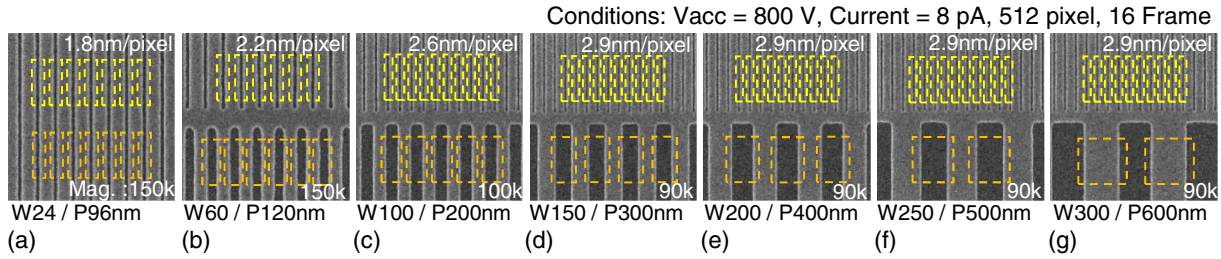 Conditions: Vacc = 800 V, Current = 8 pA, 512 pixel, 16 Frame
1.8nm/pixel 2.2nm/pixel 2.6nm/pixel 2.9nm/pixel 2.9nm/pixel 2.9nm/pixel 2.9nm/pixel
Mag. :150k 150k 100k 90k 90k 90k 90k
W24 / P96nm W60 / P120nm W100 / P200nm W150 / P300nm W200 / P400nm W250 / P500nm W300 / P600nm
(a) (b) (c) (d) (e) (f) (g)